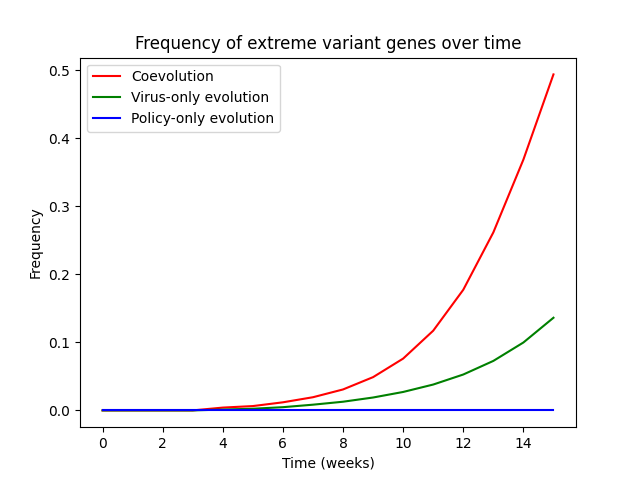 Frequency of extreme variant genes over time
Coevolution
Virus-only evolution
Policy-only evolution
Frequency
0.5
0.4
0.3
0.2
0.1
0.0
0 2 4 6 8 10 12 14
Time (weeks)